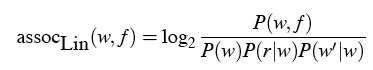 assoc_Lin(w, f) = log_2 P(w, f) / P(w)P(r|w)P(w′|w)